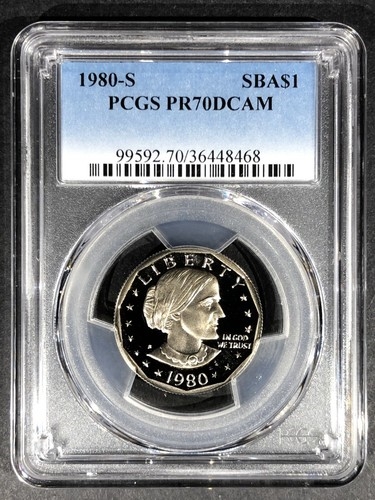 1980-S SBA$1
PCGS PR70DCAM
99592.70/36448468
LIBERTY
IN GOD
WE TRUST
S
1980